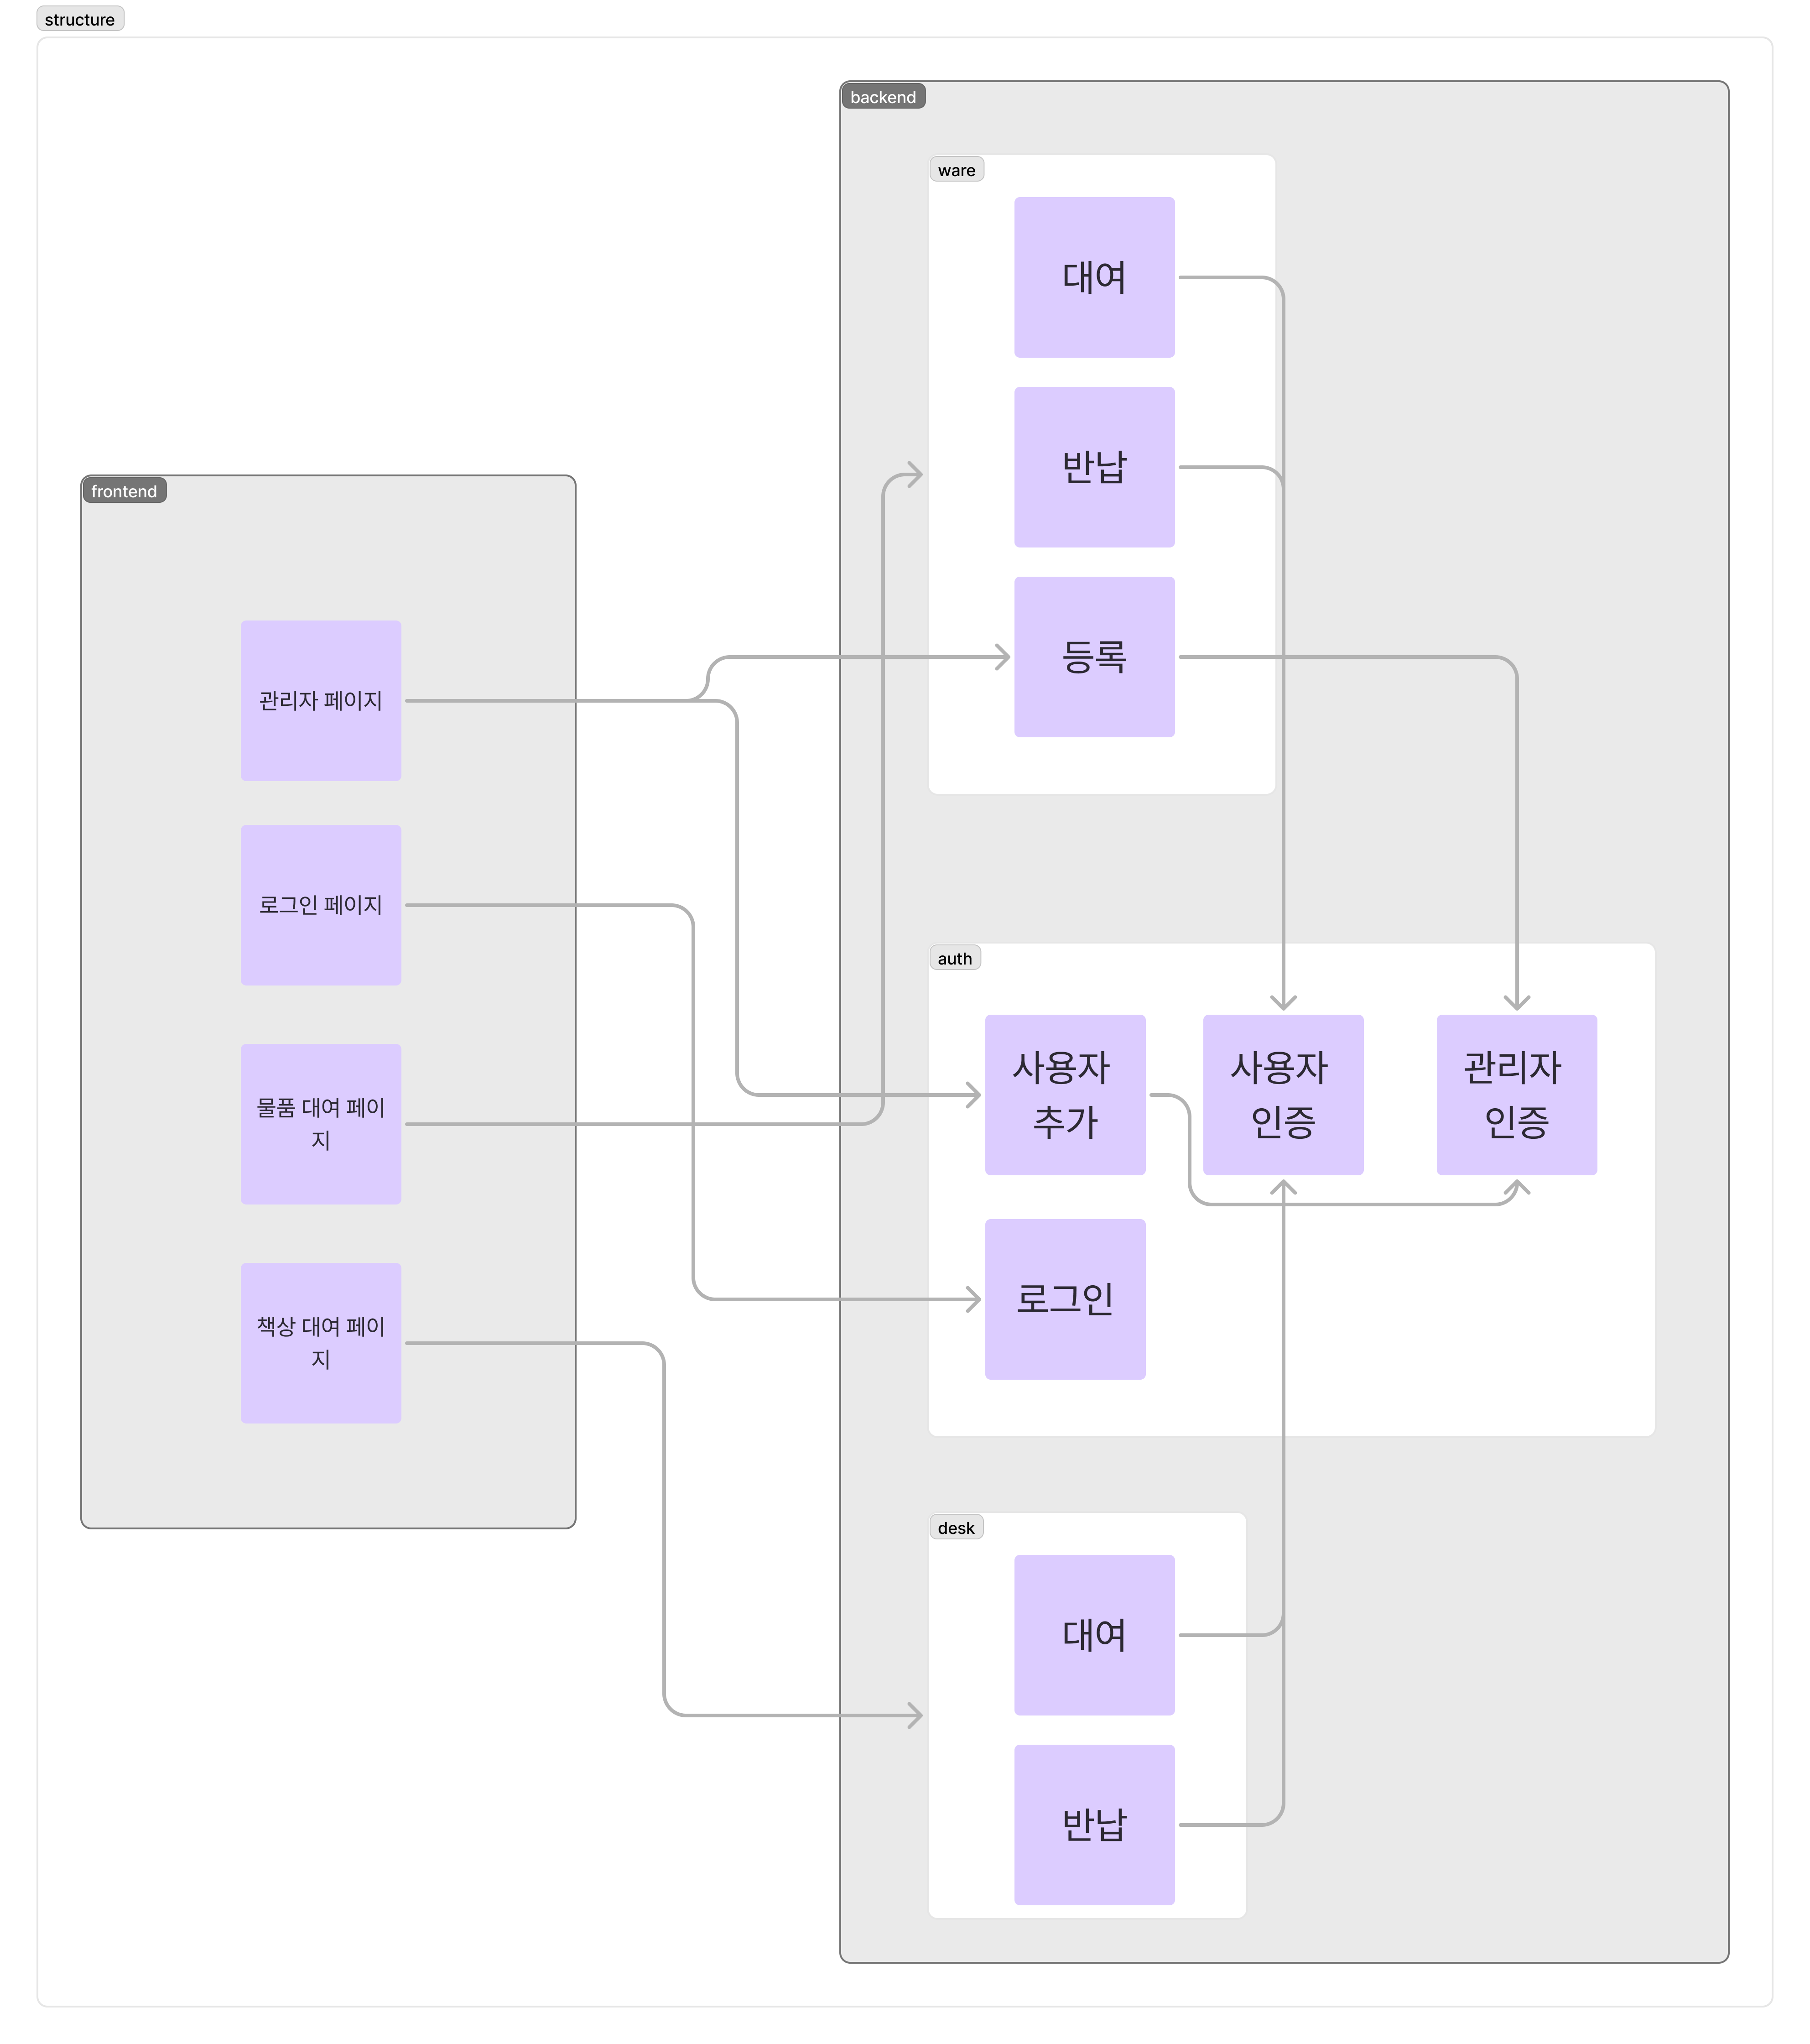 structure
backend
ware
대여
반납
등록
frontend
관리자 페이지
로그인 페이지
물품 대여 페이
지
책상 대여 페이
지
auth
사용자
추가
사용자
인증
관리자
인증
로그인
desk
대여
반납